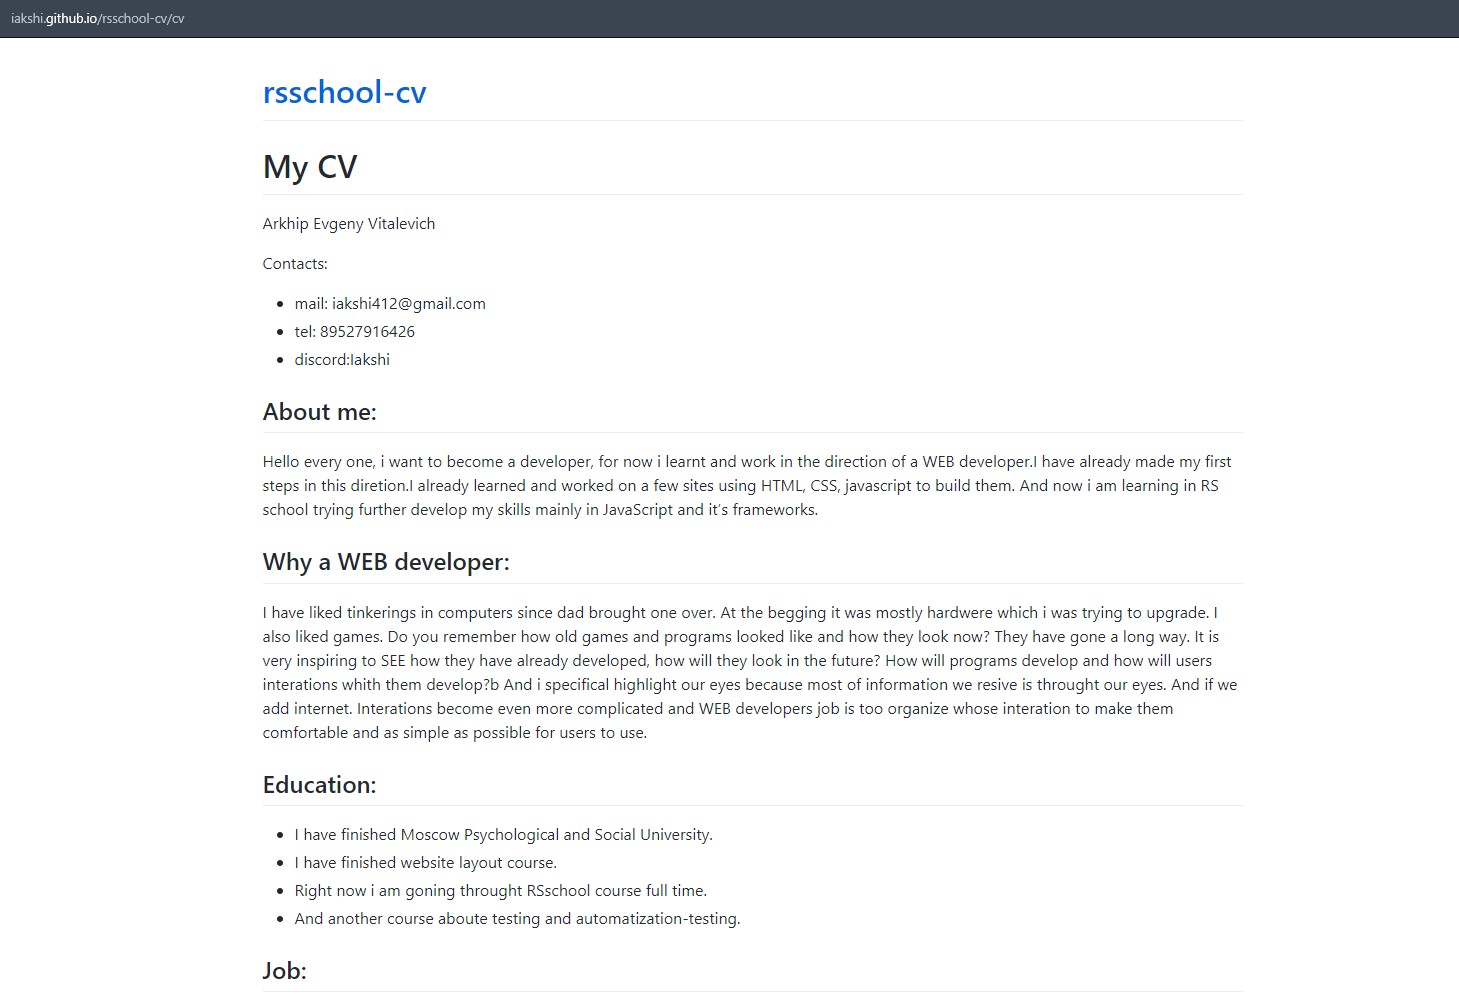 iakshi.github.io/rsschool-cv/cv
rsschool-cv
My CV
Arkhip Evgeny Vitalevich
Contacts:
mail: iakshi412@gmail.com
tel: 89527916426
discord:Iakshi
About me:
Hello every one, i want to become a developer, for now i learnt and work in the direction of a WEB developer.I have already made my first
steps in this diretion.I already learned and worked on a few sites using HTML, CSS, javascript to build them. And now i am learning in RS
school trying further develop my skills mainly in JavaScript and it’s frameworks.
Why a WEB developer:
I have liked tinkerings in computers since dad brought one over. At the begging it was mostly hardwere which i was trying to upgrade. I
also liked games. Do you remember how old games and programs looked like and how they look now? They have gone a long way. It is
very inspiring to SEE how they have already developed, how will they look in the future? How will programs develop and how will users
interations whith them develop?b And i specifical highlight our eyes because most of information we resive is throught our eyes. And if we
add internet. Interations become even more complicated and WEB developers job is too organize whose interation to make them
comfortable and as simple as possible for users to use.
Education:
I have finished Moscow Psychological and Social University.
I have finished website layout course.
Right now i am goning throught RSschool course full time.
And another course aboute testing and automatization-testing.
Job: